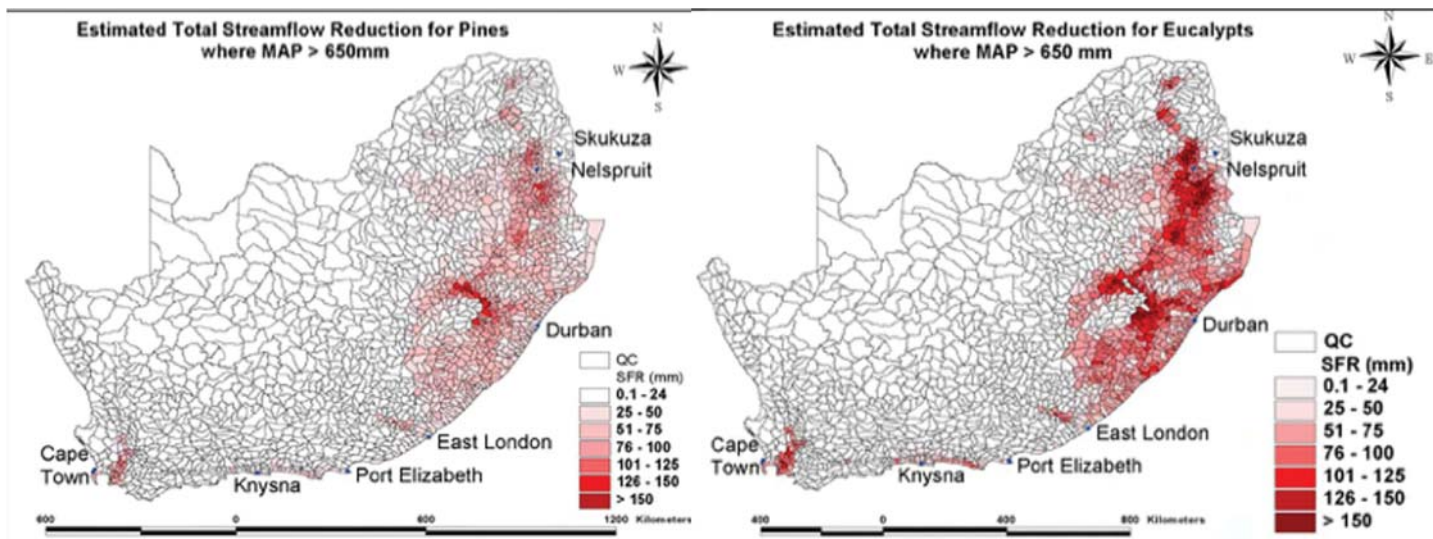 Estimated Total Streamflow Reduction for Pines
where MAP > 650mm
N
W
S
Skukuza
Nelspruit
Durban
QC
SFR (mm)
0.1 - 24
25 - 50
51 - 75
76 - 100
101 - 125
126 - 150
> 150
East London
Cape
Town
Port Elizabeth
Knysna
600
0
600
1200
Kilometers
Estimated Total Streamflow Reduction for Eucalypts
where MAP > 650 mm
N
W
E
S
Skukuza
Nelspruit
Durban
QC
SFR (mm)
0.1 - 24
25 - 50
51 - 75
76 - 100
101 - 125
126 - 150
> 150
East London
Cape
Town
Port Elizabeth
Knysna
400
0
400
800
Kilometers